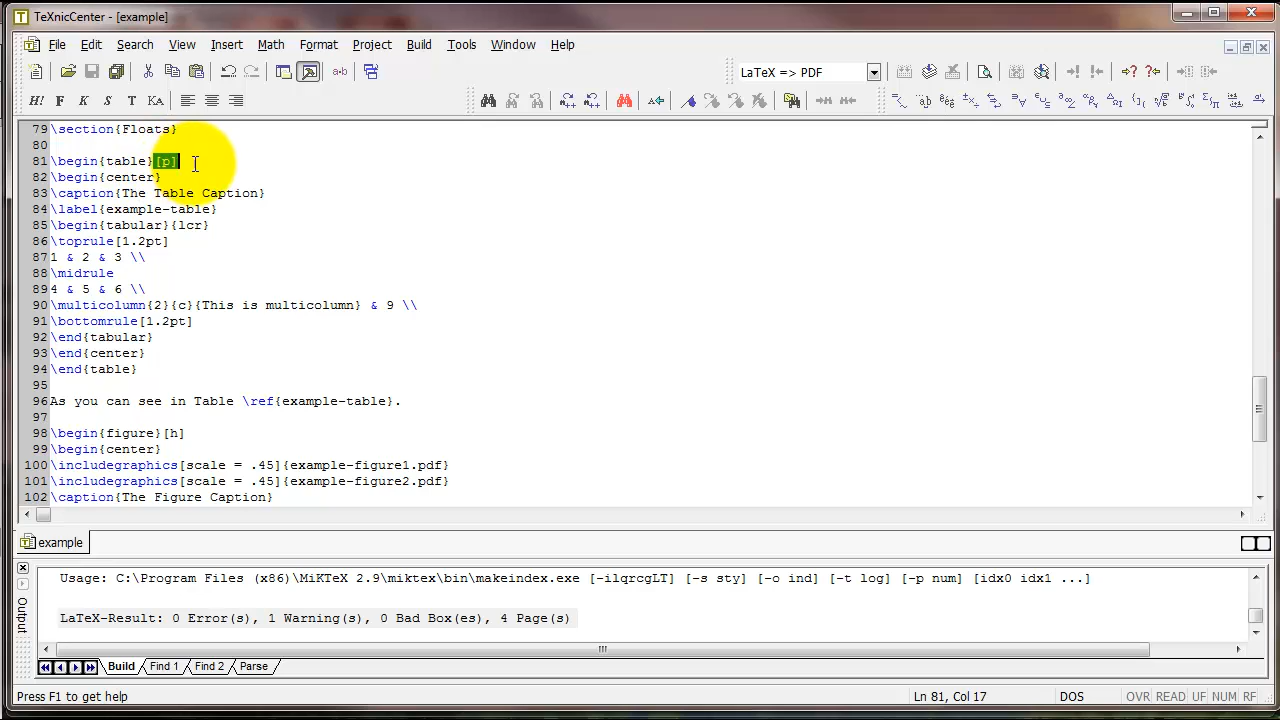 TeXnicCenter - [example]
File Edit Search View Insert Math Format Project Build Tools Window Help
LaTeX => PDF
79 \section{Floats}
80
81 \begin{table}[p]
82 \begin{center}
83 \caption{The Table Caption}
84 \label{example-table}
85 \begin{tabular}{lcr}
86 \toprule[1.2pt]
87 1 & 2 & 3 \\
88 \midrule
89 4 & 5 & 6 \\
90 \multicolumn{2}{c}{This is multicolumn} & 9 \\
91 \bottomrule[1.2pt]
92 \end{tabular}
93 \end{center}
94 \end{table}
95
96 As you can see in Table \ref{example-table}.
97
98 \begin{figure}[h]
99 \begin{center}
100 \includegraphics[scale = .45]{example-figure1.pdf}
101 \includegraphics[scale = .45]{example-figure2.pdf}
102 \caption{The Figure Caption}
example
Usage: C:\Program Files (x86)\MiKTeX 2.9\miktex\bin\makeindex.exe [-ilqrcgLT] [-s sty] [-o ind] [-t log] [-p num] [idx0 idx1 ...]
LaTeX-Result: 0 Error(s), 1 Warning(s), 0 Bad Box(es), 4 Page(s)
Output
Build Find 1 Find 2 Parse
Press F1 to get help Ln 81, Col 17 DOS OVR READ UF NUM RF